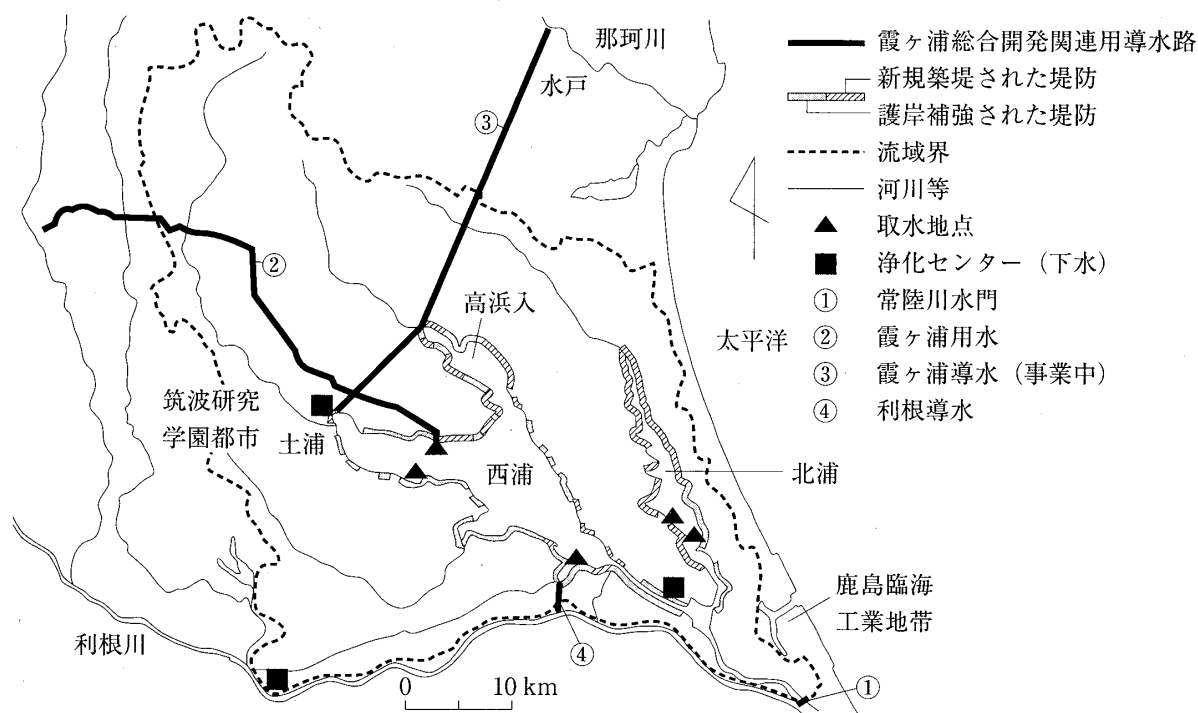 霞ヶ浦総合開発関連用導水路
新規築堤された堤防
護岸補強された堤防
流域界
河川等
取水地点
浄化センター（下水）
① 常陸川水門
② 霞ヶ浦用水
③ 霞ヶ浦導水（事業中）
④ 利根導水
那珂川
水戸
③
②
高浜入
太平洋
筑波研究
学園都市
土浦
西浦
北浦
鹿島臨海
工業地帯
利根川
④
①
0 10 km